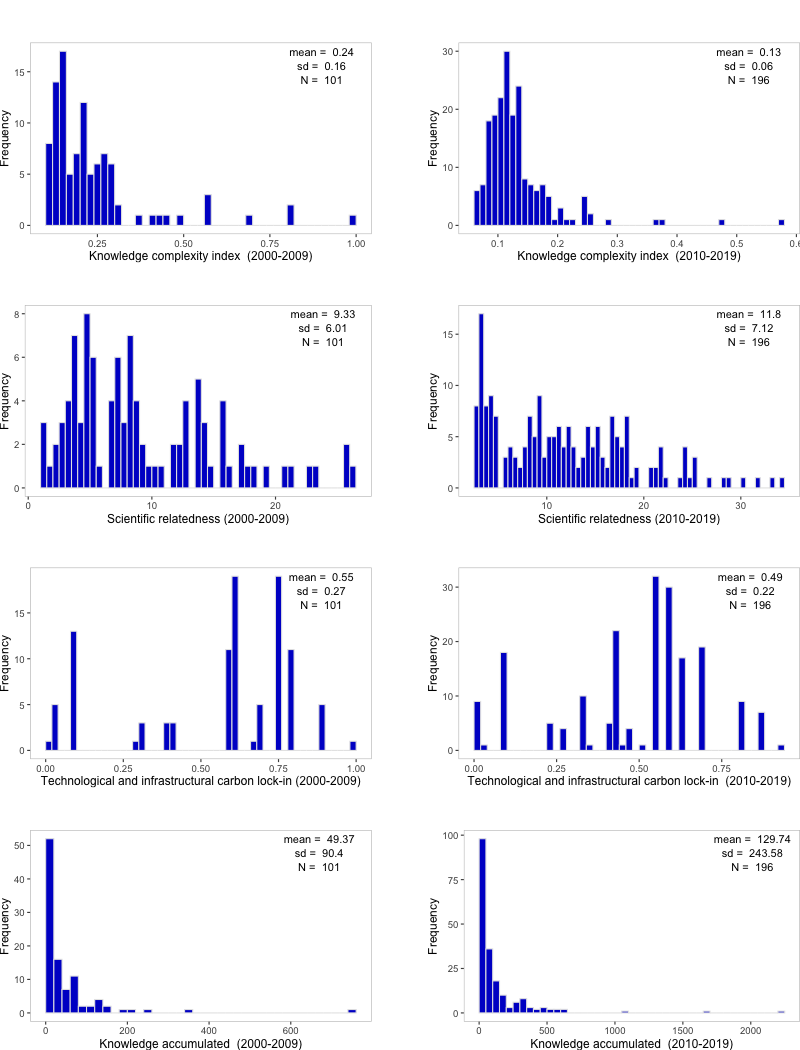 mean = 0.24
sd = 0.16
N = 101
Frequency
15
10
5
0
0.25 0.50 0.75 1.00
Knowledge complexity index (2000-2009)
mean = 0.13
sd = 0.06
N = 196
Frequency
30
20
10
0
0.1 0.2 0.3 0.4 0.5 0.6
Knowledge complexity index (2010-2019)
mean = 9.33
sd = 6.01
N = 101
Frequency
8
6
4
2
0
0 10 20
Scientific relatedness (2000-2009)
mean = 11.8
sd = 7.12
N = 196
Frequency
15
10
5
0
10 20 30
Scientific relatedness (2010-2019)
mean = 0.55
sd = 0.27
N = 101
Frequency
15
10
5
0
0.00 0.25 0.50 0.75 1.00
Technological and infrastructural carbon lock-in (2000-2009)
mean = 0.49
sd = 0.22
N = 196
Frequency
30
20
10
0
0.00 0.25 0.50 0.75
Technological and infrastructural carbon lock-in (2010-2019)
mean = 49.37
sd = 90.4
N = 101
Frequency
50
40
30
20
10
0
0 200 400 600
Knowledge accumulated (2000-2009)
mean = 129.74
sd = 243.58
N = 196
Frequency
100
75
50
25
0
0 500 1000 1500 2000
Knowledge accumulated (2010-2019)